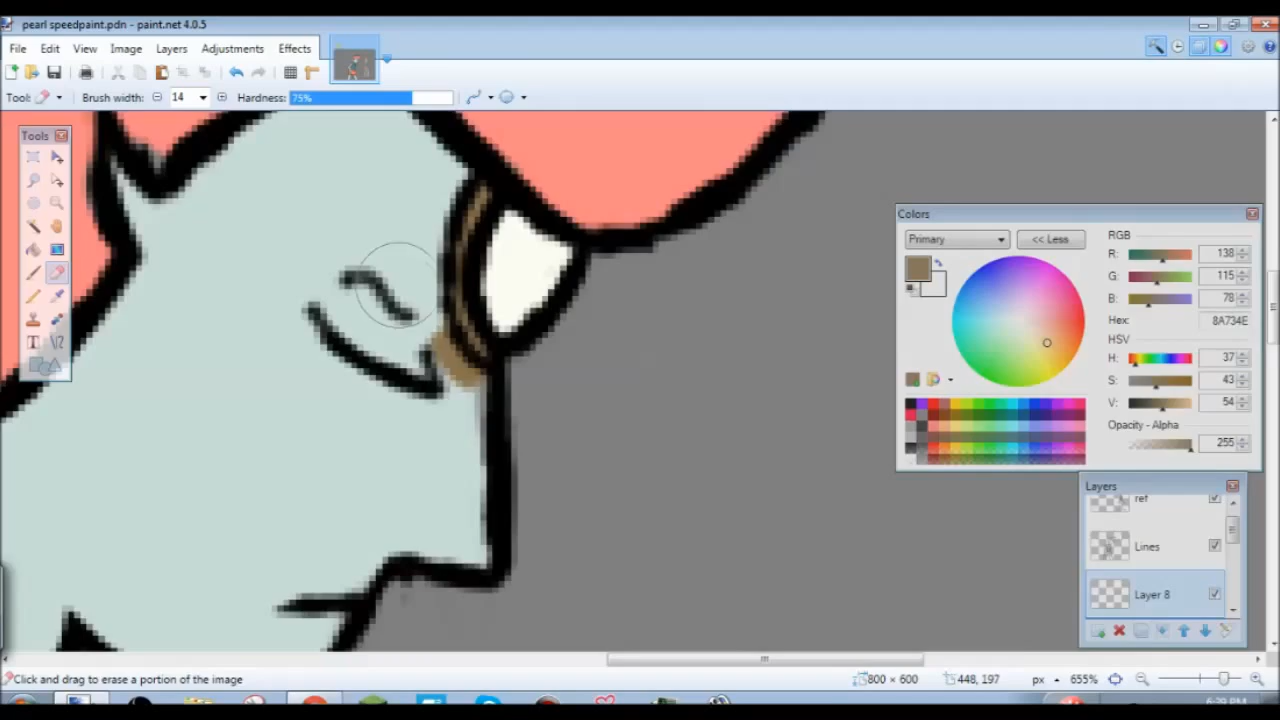 pearl speedpaint.pdn - paint.net 4.0.5
File Edit View Image Layers Adjustments Effects
Tool: Brush width: 14 Hardness: 75%
Tools
T
Colors
Primary << Less
RGB
R: 138
G: 115
B: 78
Hex: 8A734E
HSV
H: 37
S: 43
V: 54
Opacity - Alpha
255
Layers
ref
Lines
Layer 8
Click and drag to erase a portion of the image 800 × 600 448, 197 px 655%